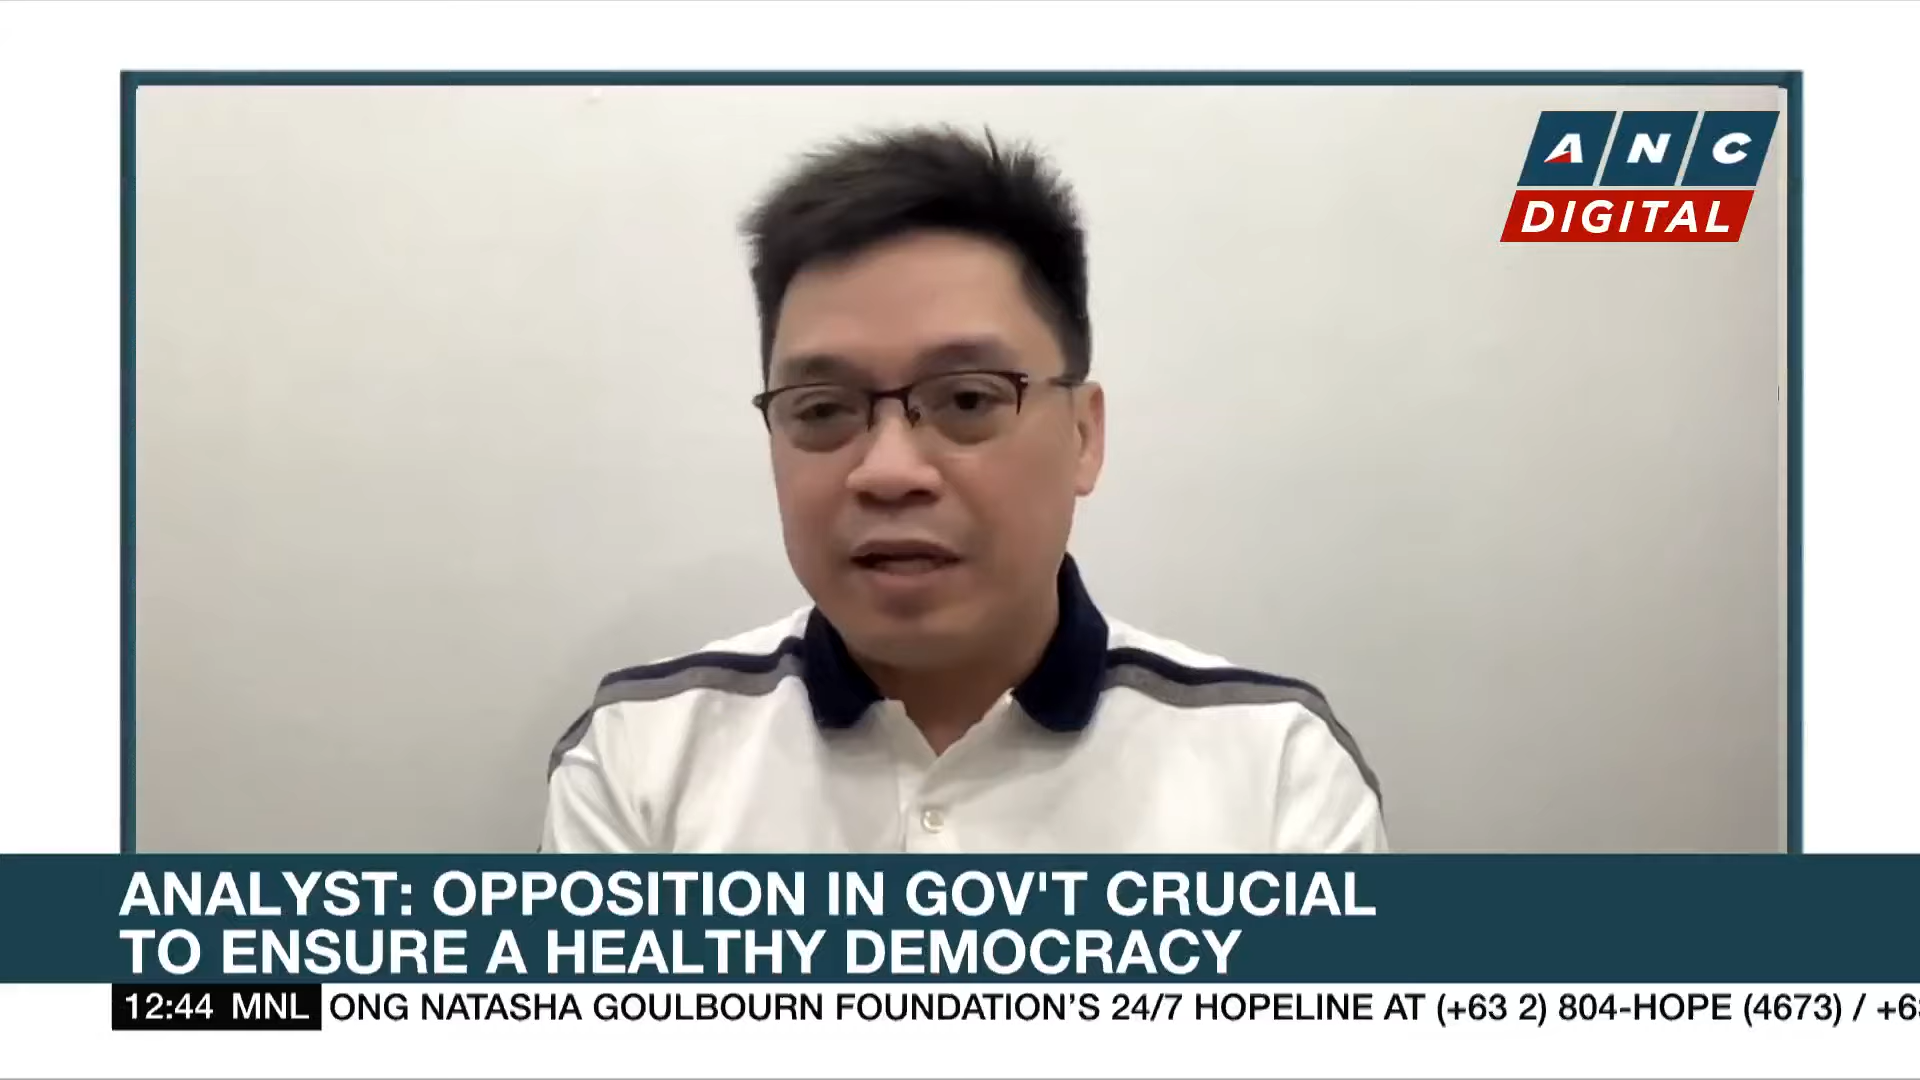 ANC
DIGITAL
ANALYST: OPPOSITION IN GOV'T CRUCIAL
TO ENSURE A HEALTHY DEMOCRACY
12:44 MNL ONG NATASHA GOULBOURN FOUNDATION’S 24/7 HOPELINE AT (+63 2) 804-HOPE (4673) /